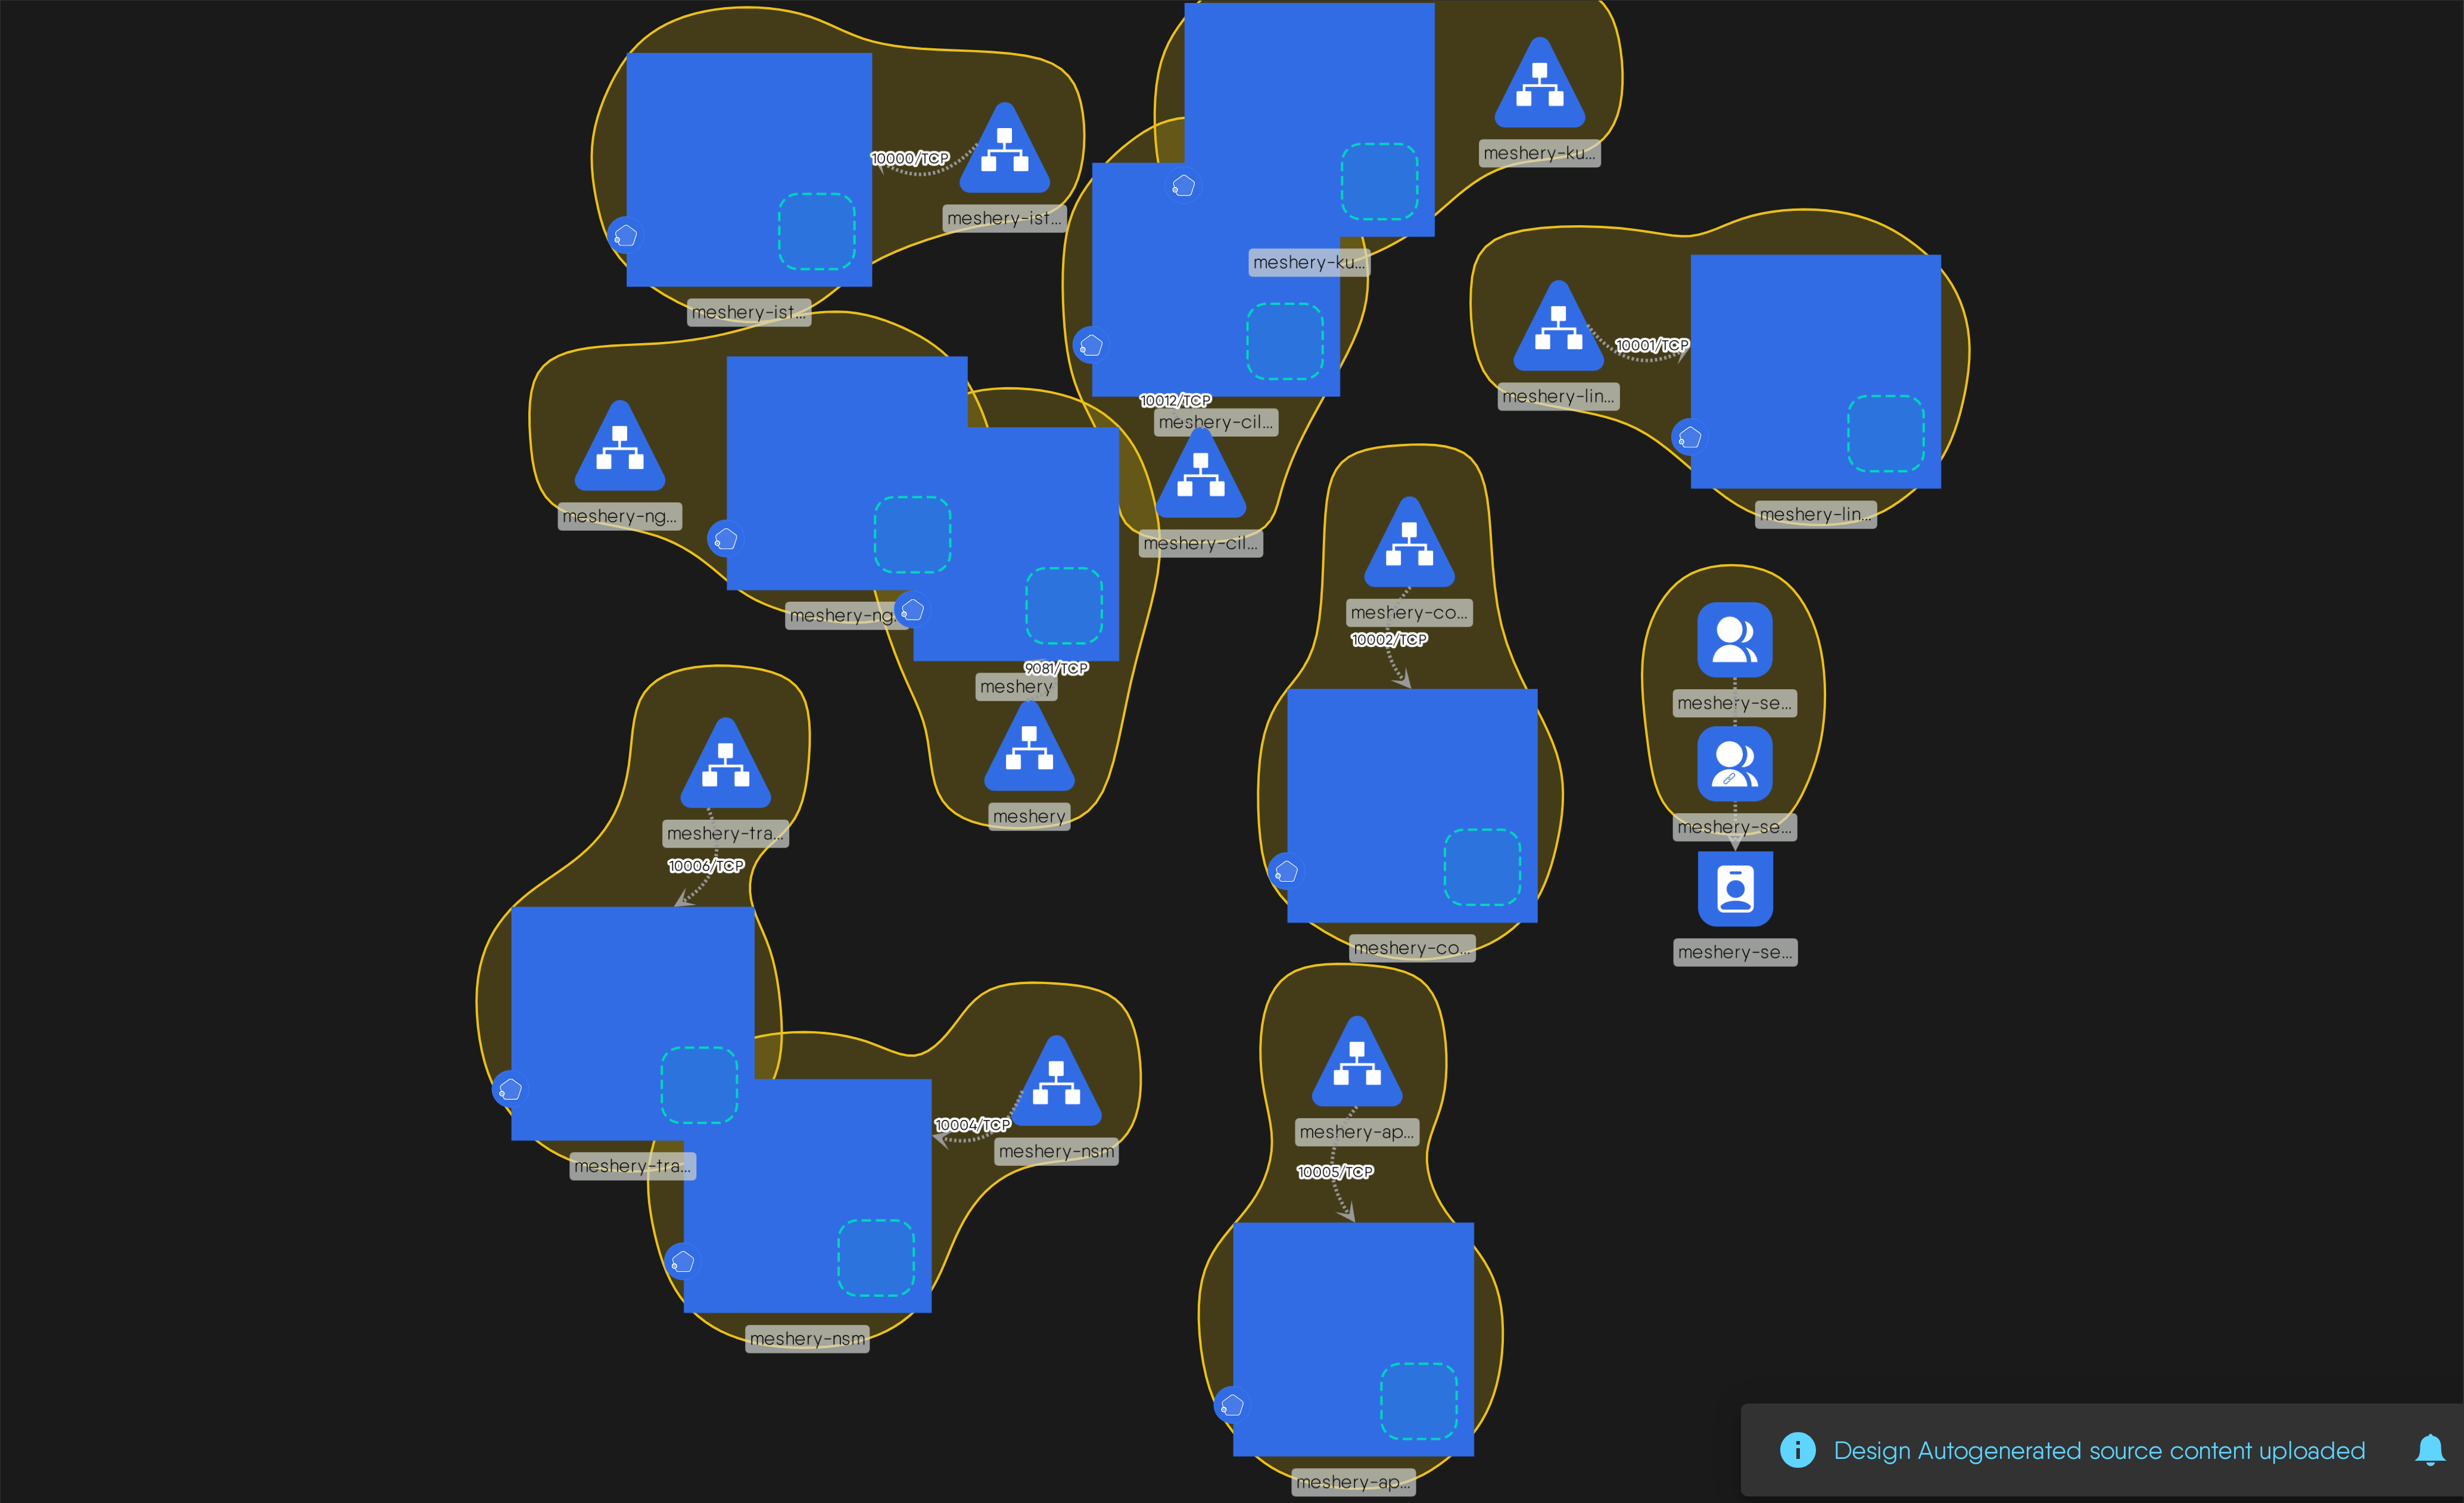 meshery-ku...
10000/TCP
meshery-ist...
meshery-ku...
meshery-ist...
10001/TCP
meshery-lin...
10012/TCP
meshery-cil...
meshery-lin...
meshery-ng...
meshery-cil...
meshery-co...
meshery-ng
10002/TCP
9081/TCP
meshery
meshery-se...
meshery
meshery-se...
meshery-tra...
10006/TCP
meshery-co...
meshery-se...
10004/TCP
meshery-nsm
meshery-ap...
meshery-tra...
10005/TCP
meshery-nsm
Design Autogenerated source content uploaded
meshery-ap...